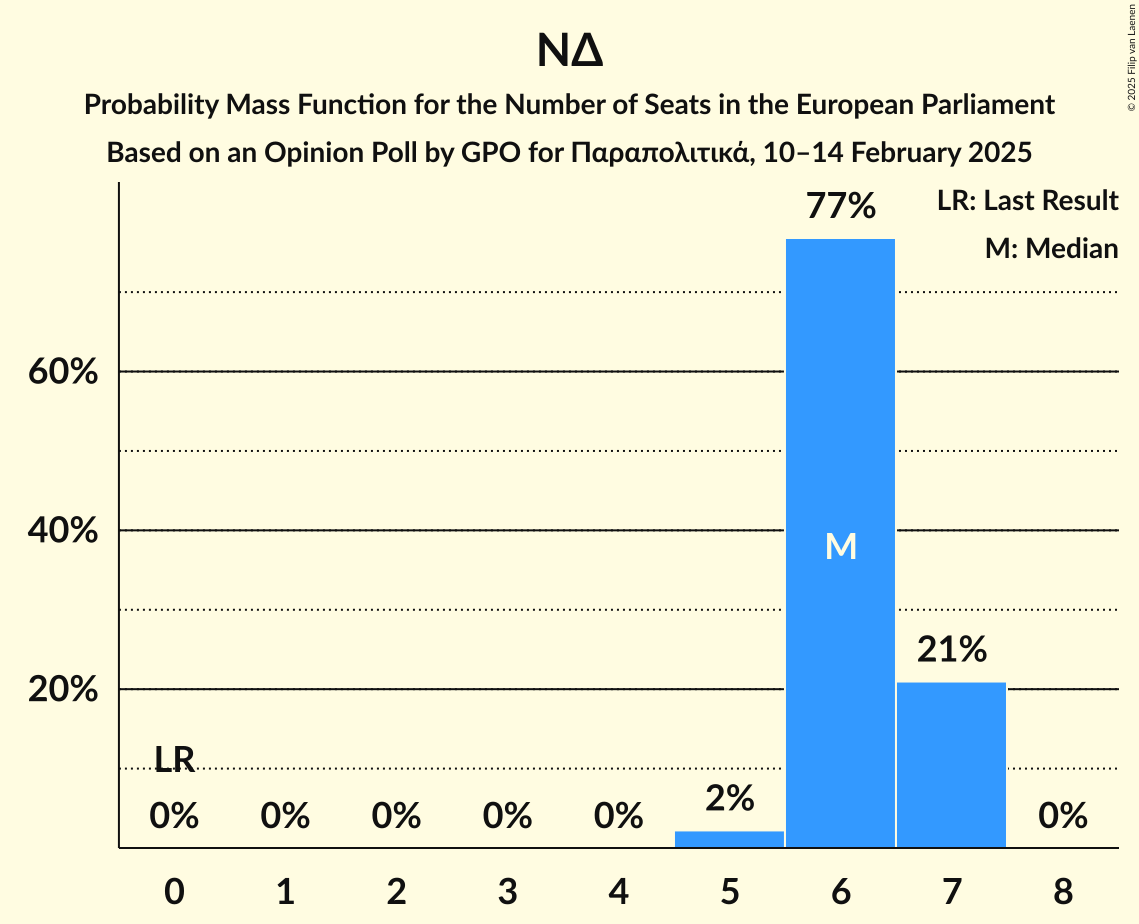 ΝΔ
Probability Mass Function for the Number of Seats in the European Parliament
Based on an Opinion Poll by GPO for Παραπολιτικά, 10–14 February 2025
© 2025 Filip van Laenen
LR: Last Result
M: Median
77%
60%
40%
M
21%
20%
LR
0% 0% 0% 0% 0% 2% 0%
0 1 2 3 4 5 6 7 8